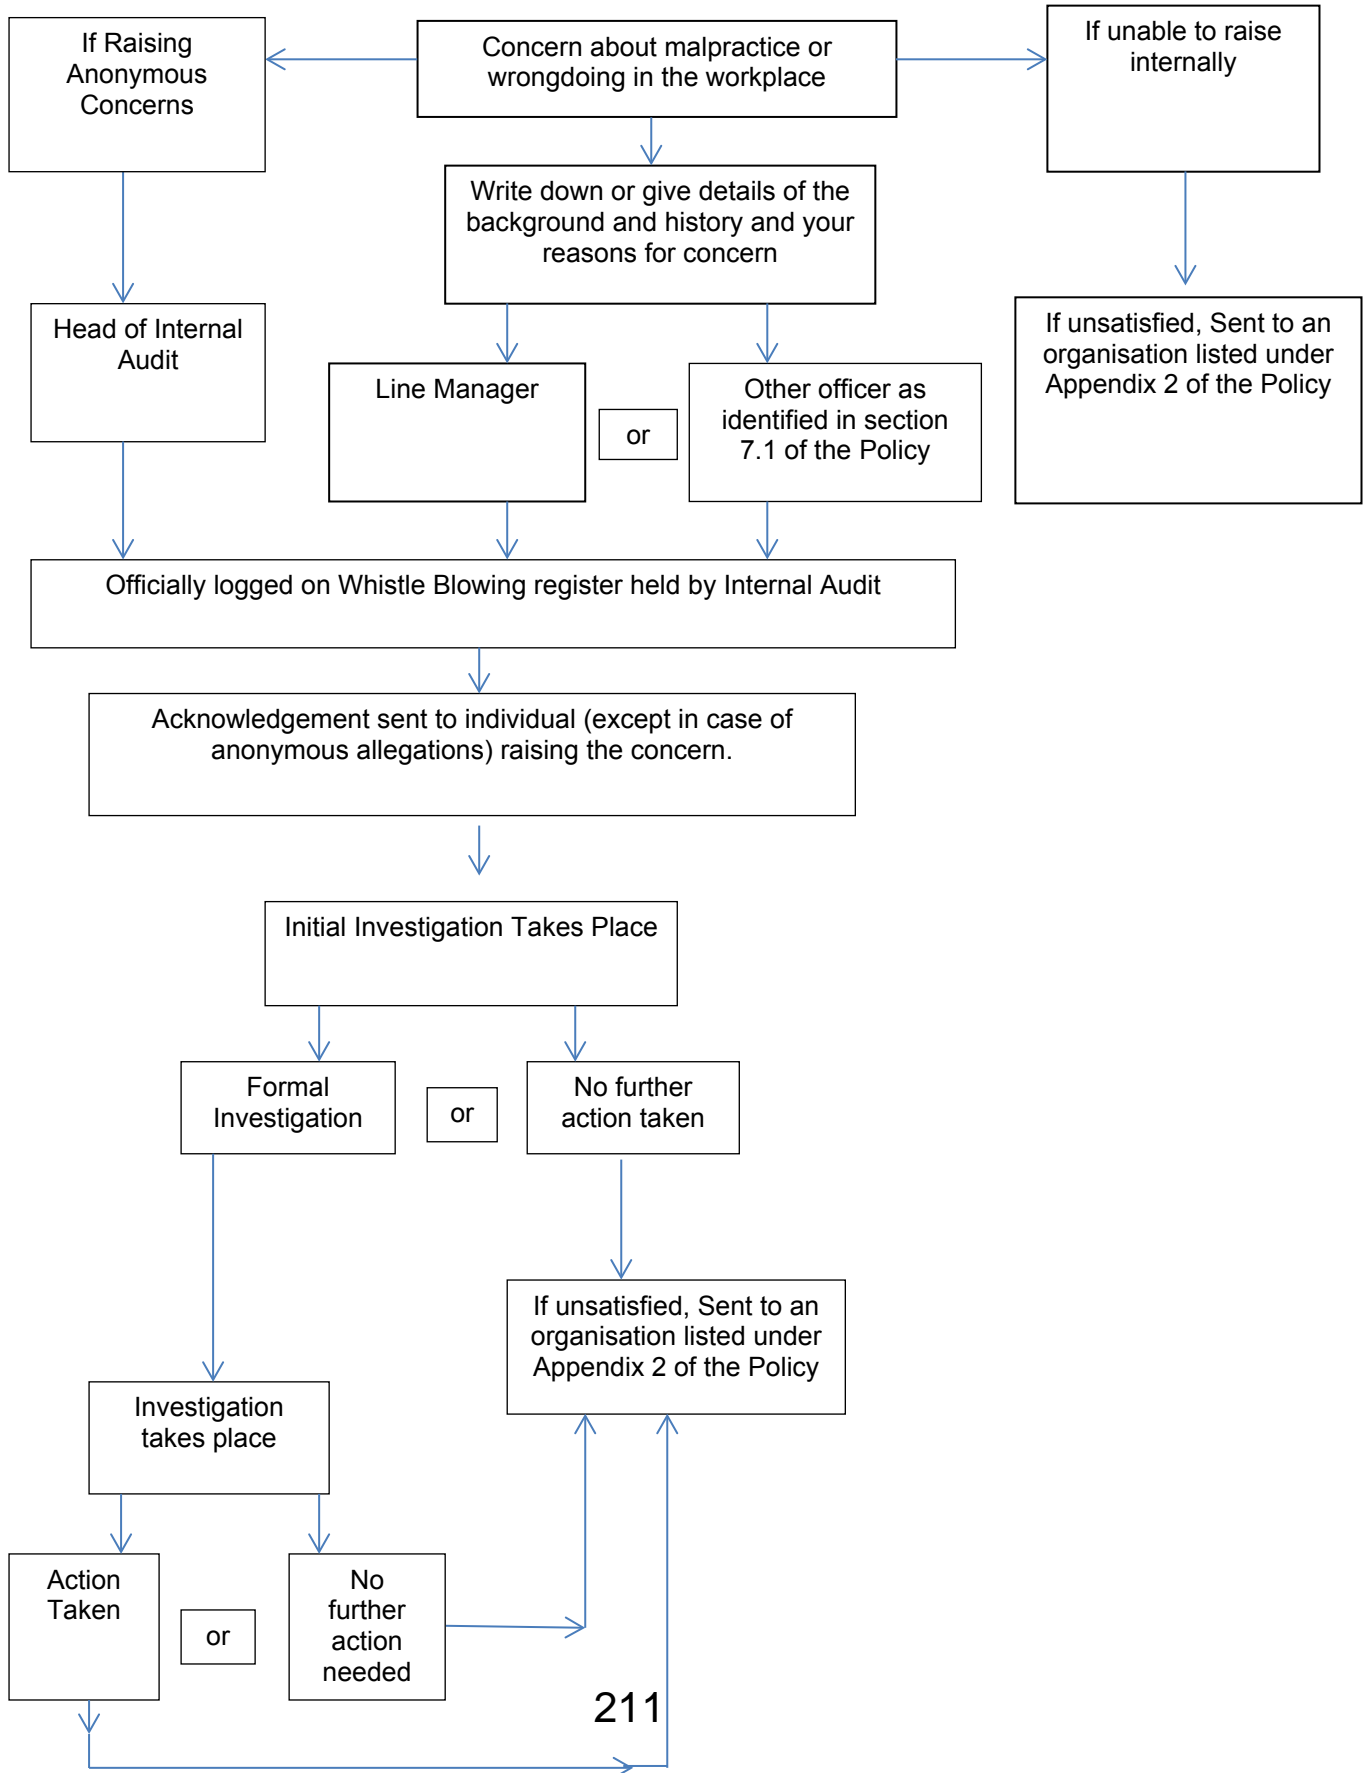 If Raising
Anonymous
Concerns
Concern about malpractice or
wrongdoing in the workplace
If unable to raise
internally
Write down or give details of the
background and history and your
reasons for concern
Head of Internal
Audit
Line Manager
or
Other officer as
identified in section
7.1 of the Policy
If unsatisfied, Sent to an
organisation listed under
Appendix 2 of the Policy
Officially logged on Whistle Blowing register held by Internal Audit
Acknowledgement sent to individual (except in case of
anonymous allegations) raising the concern.
Initial Investigation Takes Place
Formal
Investigation
or
No further
action taken
If unsatisfied, Sent to an
organisation listed under
Appendix 2 of the Policy
Investigation
takes place
Action
Taken
or
No
further
action
needed
211